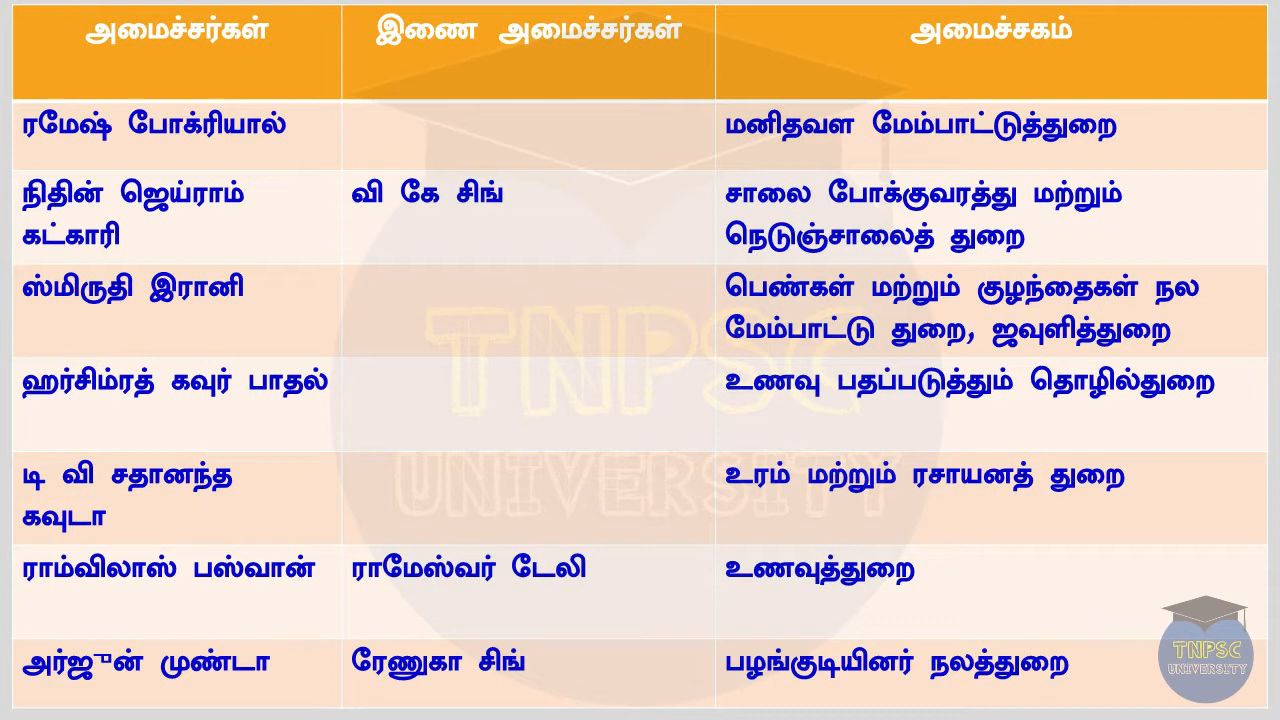 அமைச்சர்கள் இணை அமைச்சர்கள் அமைச்சகம்
ரமேஷ் போக்ரியால் மனிதவள மேம்பாட்டுத்துறை
நிதின் ஜெய்ராம் வி கே சிங் சாலை போக்குவரத்து மற்றும்
கட்காரி நெடுஞ்சாலைத் துறை
ஸ்மிருதி இரானி பெண்கள் மற்றும் குழந்தைகள் நல
மேம்பாட்டு துறை, ஜவுளித்துறை
ஹர்சிம்ரத் கவுர் பாதல் உணவு பதப்படுத்தும் தொழில்துறை
டி வி சதானந்த உரம் மற்றும் ரசாயனத் துறை
கவுடா
ராம்விலாஸ் பஸ்வான் ராமேஸ்வர் டேலி உணவுத்துறை
அர்ஜூன் முண்டா ரேணுகா சிங் பழங்குடியினர் நலத்துறை
TNPSC
UNIVERSITY
TNPSC
UNIVERSITY